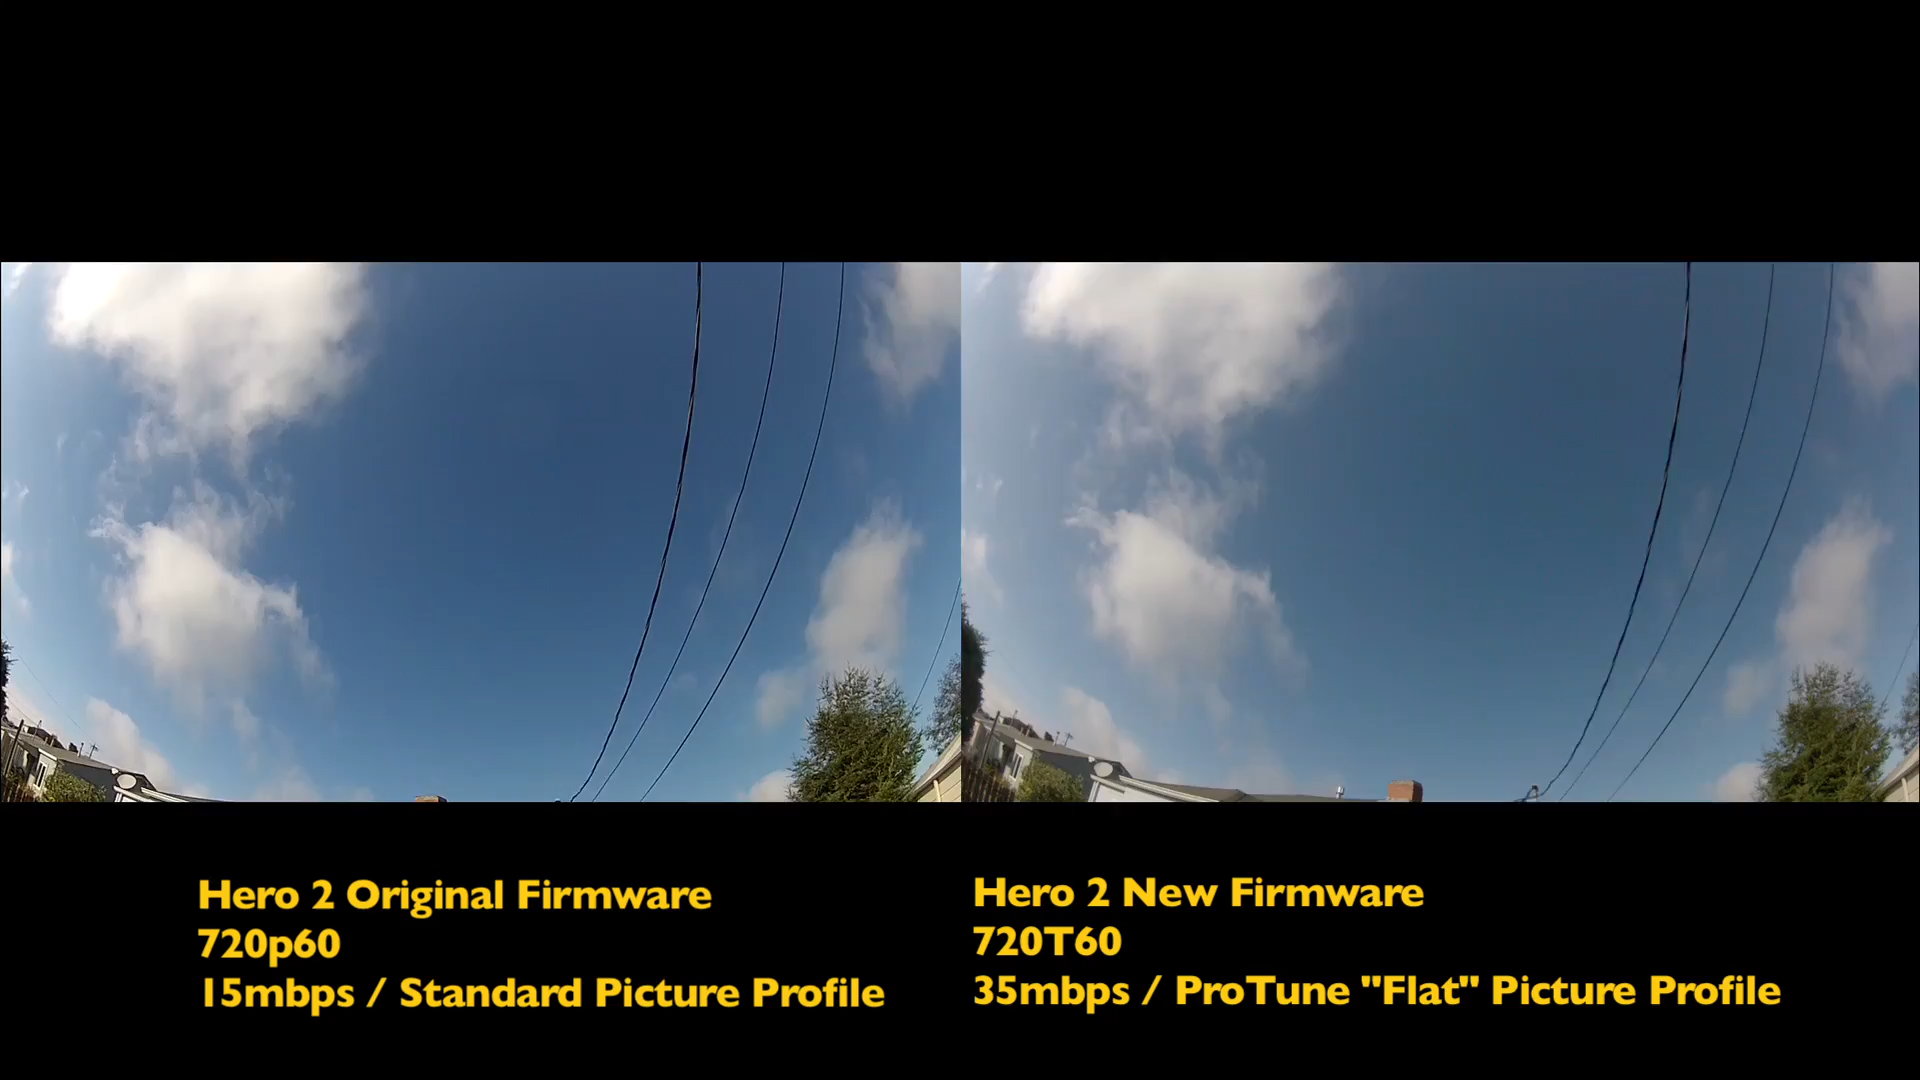 Hero 2 Original Firmware
720p60
15mbps / Standard Picture Profile
Hero 2 New Firmware
720T60
35mbps / ProTune "Flat" Picture Profile